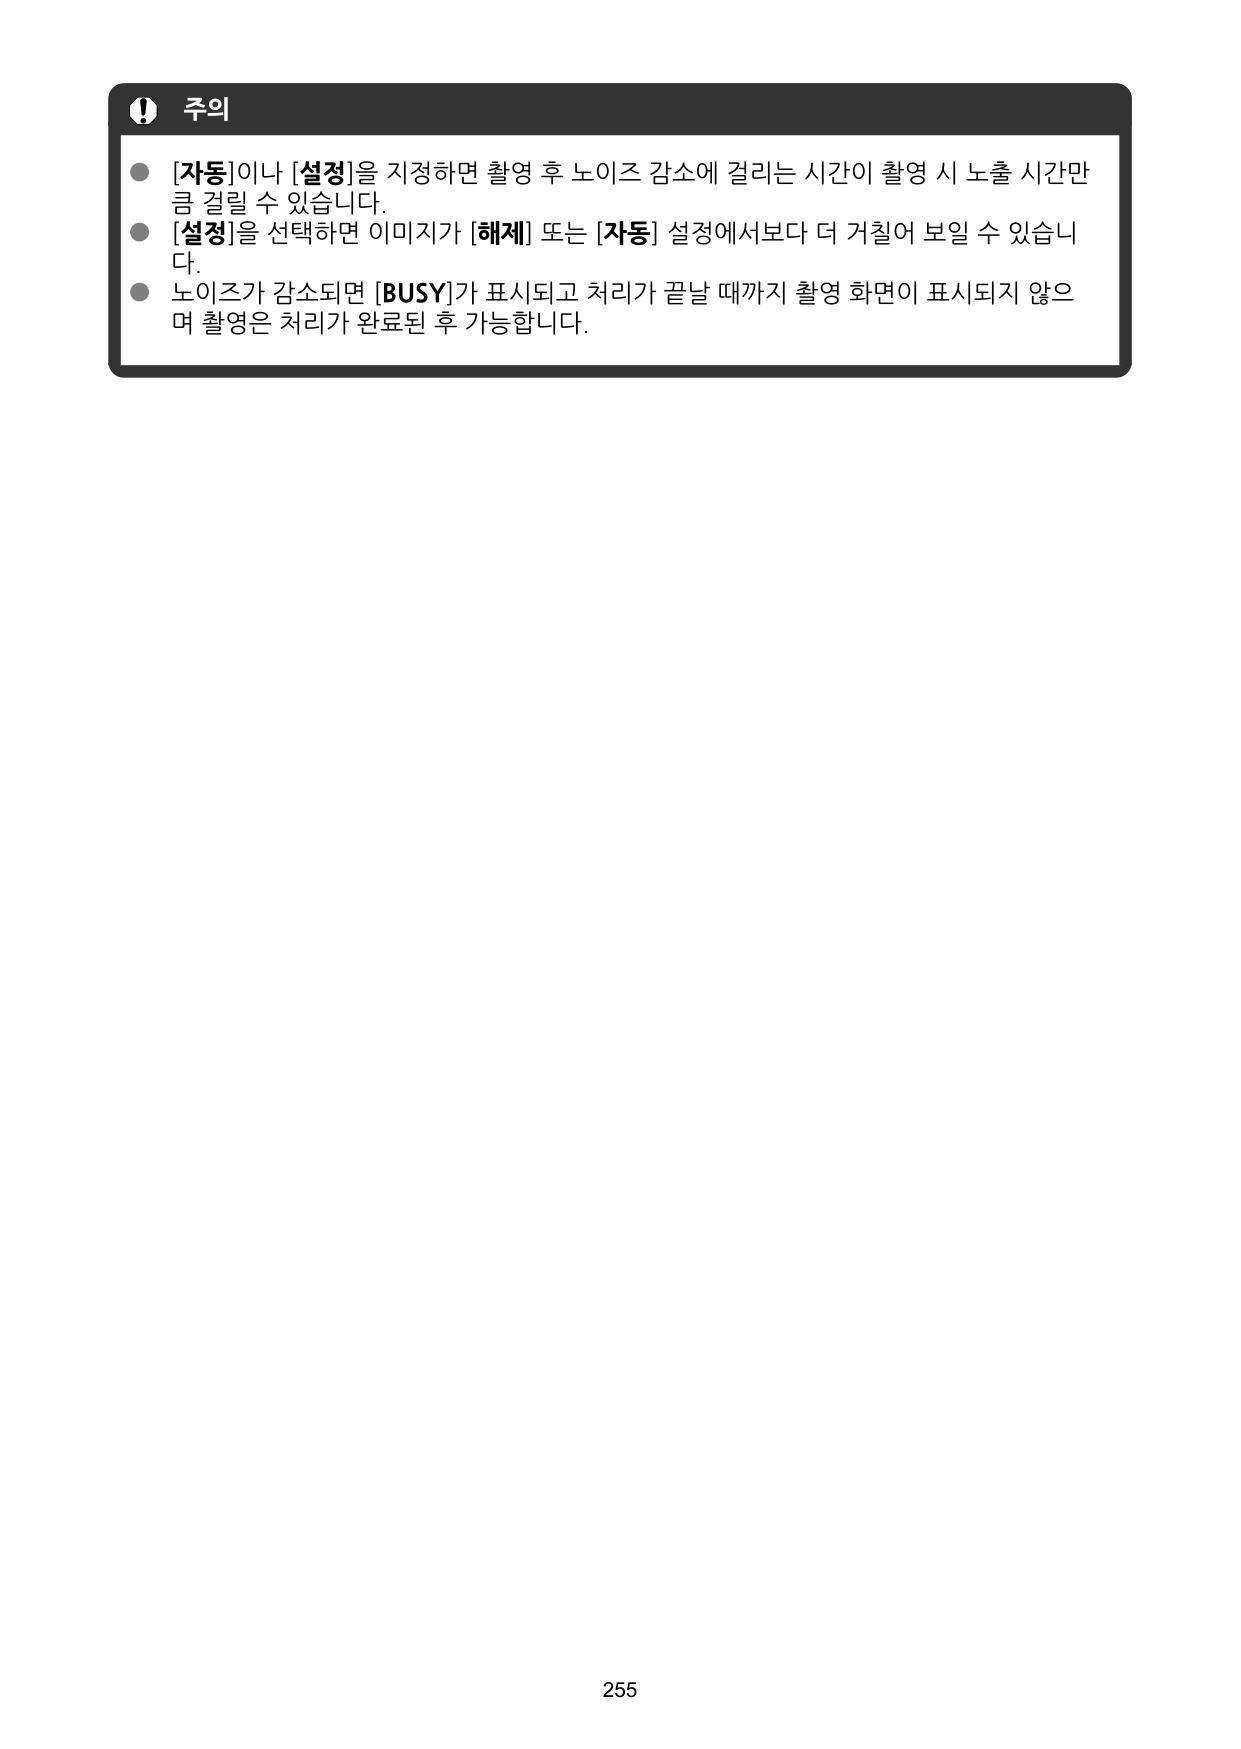 주의
[자동]이나 [설정]을 지정하면 촬영 후 노이즈 감소에 걸리는 시간이 촬영 시 노출 시간만
큼 걸릴 수 있습니다.
[설정]을 선택하면 이미지가 [해제] 또는 [자동] 설정에서보다 더 거칠어 보일 수 있습니
다.
노이즈가 감소되면 [BUSY]가 표시되고 처리가 끝날 때까지 촬영 화면이 표시되지 않으
며 촬영은 처리가 완료된 후 가능합니다.
255